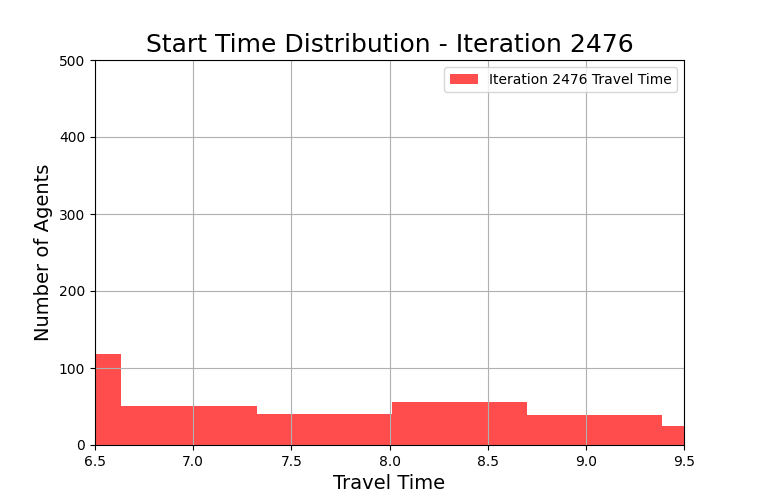 Start Time Distribution - Iteration 2476
500
Iteration 2476 Travel Time
400
300
200
100
0
Number of Agents
6.5 7.0 7.5 8.0 8.5 9.0 9.5
Travel Time